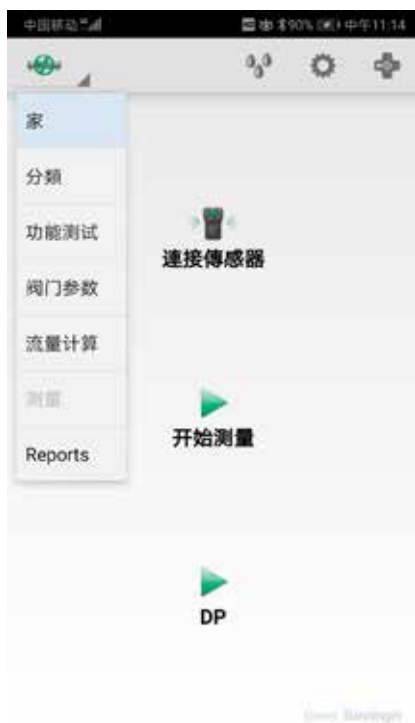 中国移动
90% 中午11:14
家
分類
功能测试
連接傳感器
阀门参数
流量计算
测量
开始测量
Reports
DP